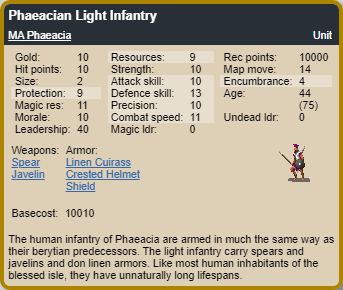 Phaeacian Light Infantry
MA Phaeacia Unit
Gold: 10 Resources: 9 Rec points: 10000
Hit points: 10 Strength: 10 Map move: 14
Size: 2 Attack skill: 10 Encumbrance: 4
Protection: 9 Defence skill: 13 Age: 44
Magic res: 11 Precision: 10 (75)
Morale: 10 Combat speed: 11 Undead ldr: 0
Leadership: 40 Magic ldr: 0
Weapons: Armor:
Spear Linen Cuirass
Javelin Crested Helmet
Shield
Basecost: 10010
The human infantry of Phaeacia are armed in much the same way as
their berytian predecessors. The light infantry carry spears and
javelins and don linen armors. Like most human inhabitants of the
blessed isle, they have unnaturally long lifespans.